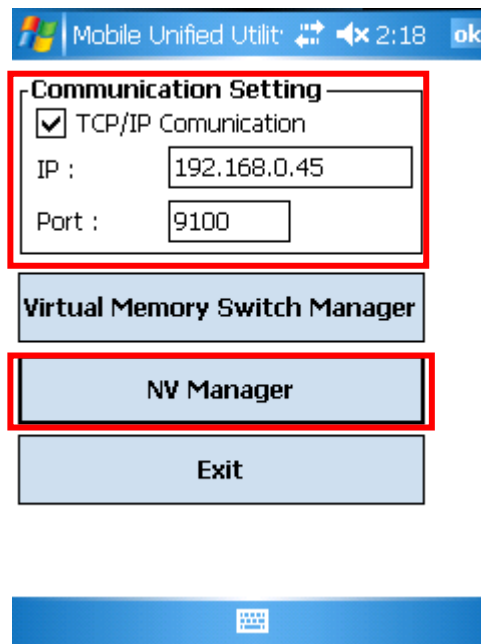 Mobile Unified Utilit 2:18 ok
Communication Setting
TCP/IP Comunication
IP : 192.168.0.45
Port : 9100
Virtual Memory Switch Manager
NV Manager
Exit